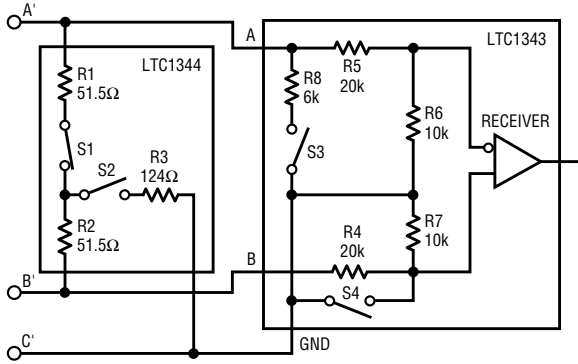 A'
A
LTC1344
LTC1343
R1
51.5Ω
R8
6k
R5
20k
R6
10k
RECEIVER
S1
S2
R3
124Ω
S3
R2
51.5Ω
R4
20k
R7
10k
B
B'
S4
C'
GND